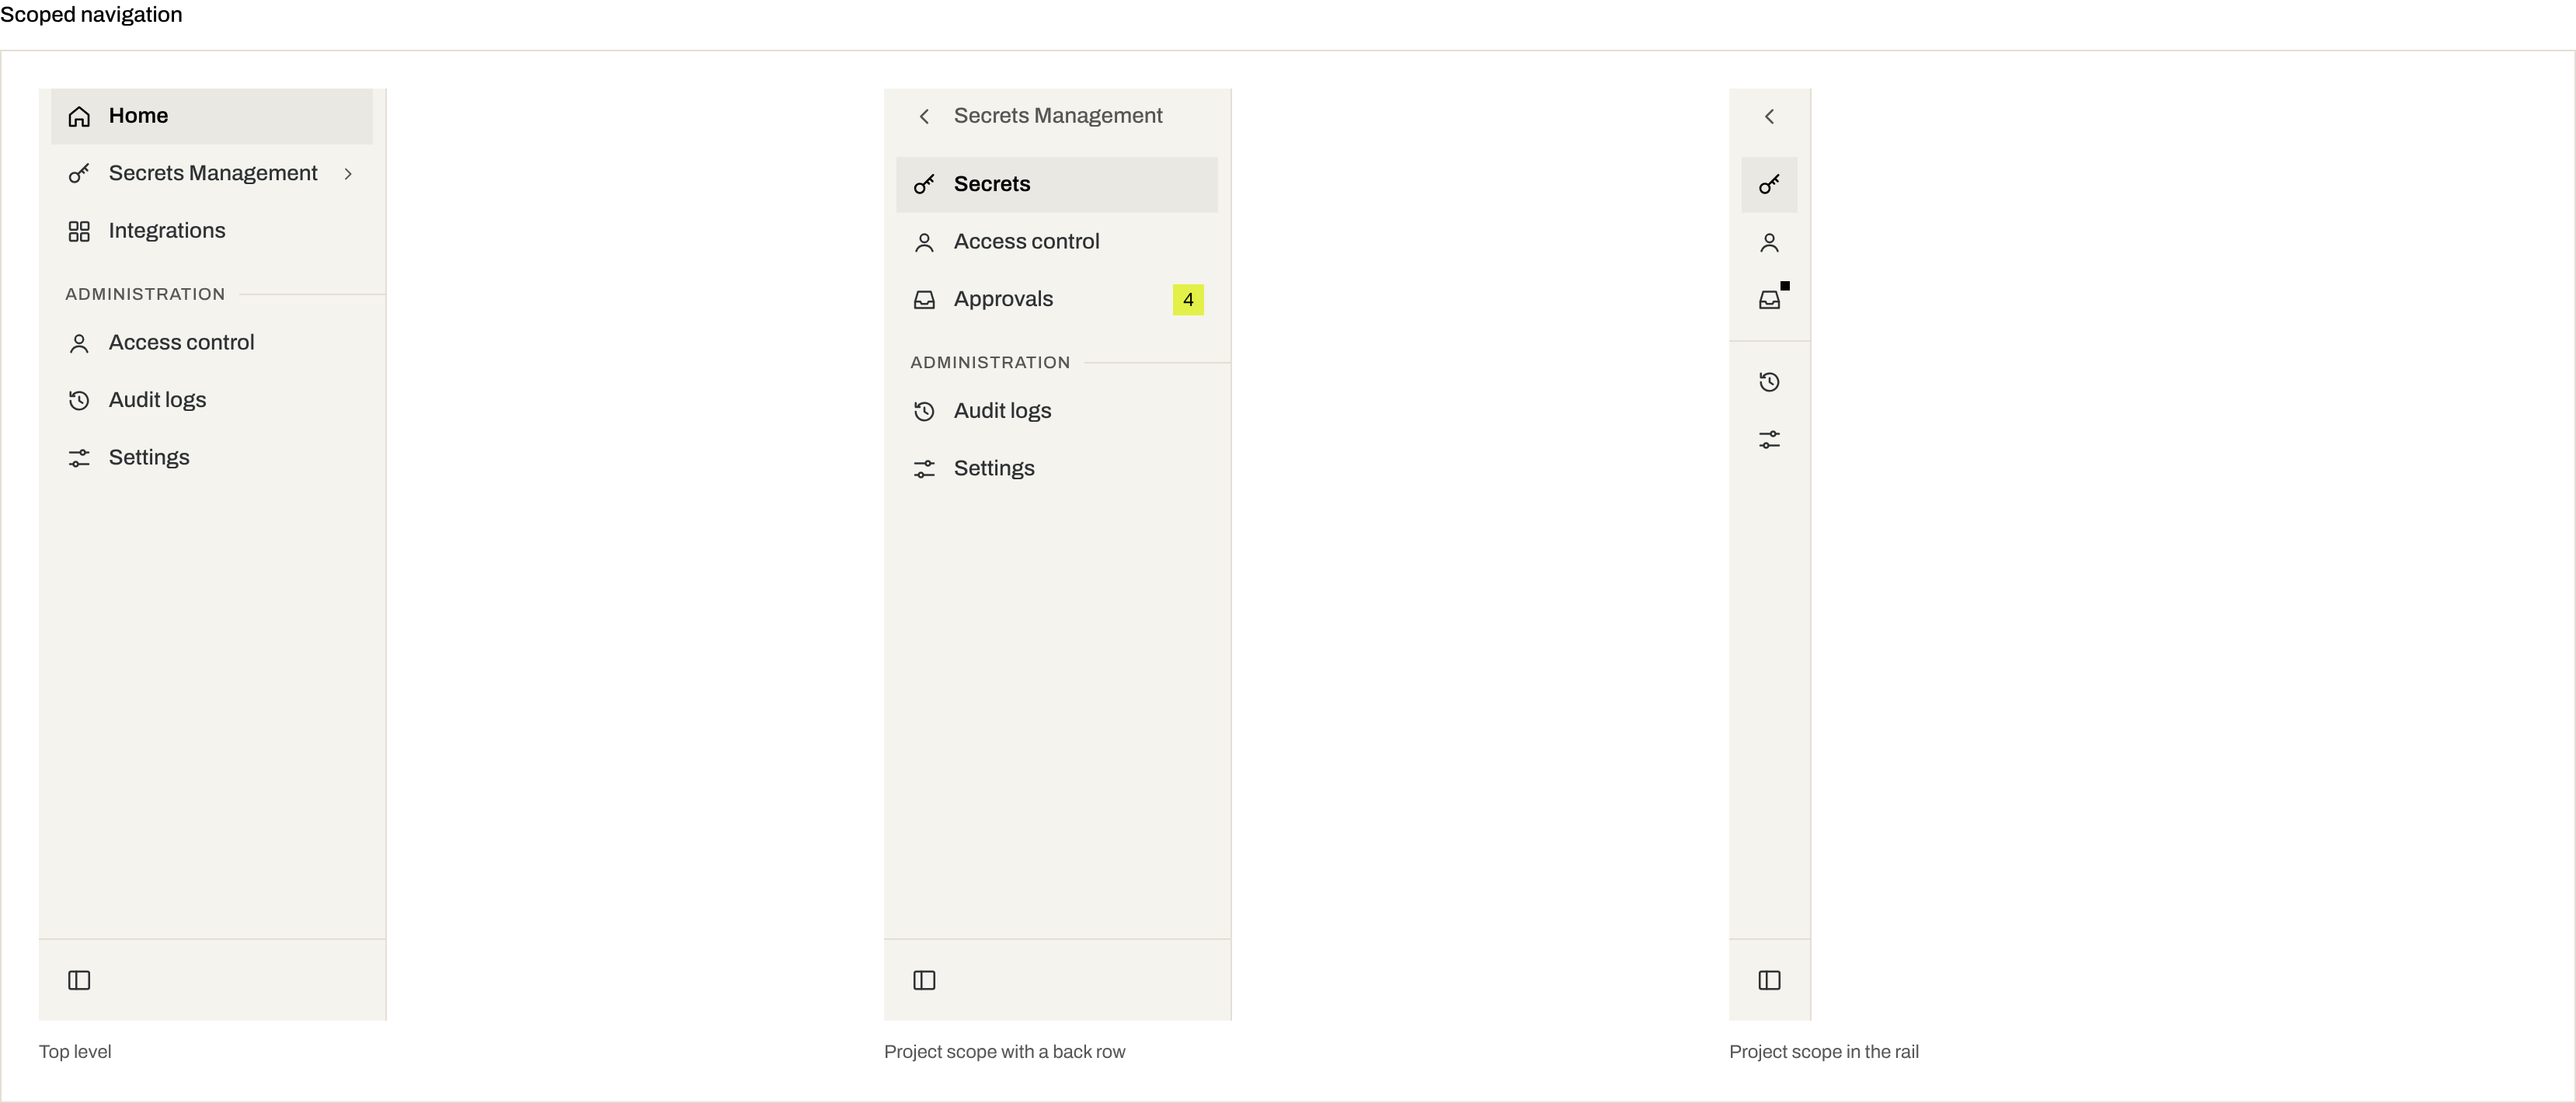 Scoped navigation
Home
Secrets Management
Integrations
ADMINISTRATION
Access control
Audit logs
Settings
Top level
Secrets Management
Secrets
Access control
Approvals 4
ADMINISTRATION
Audit logs
Settings
Project scope with a back row
Project scope in the rail